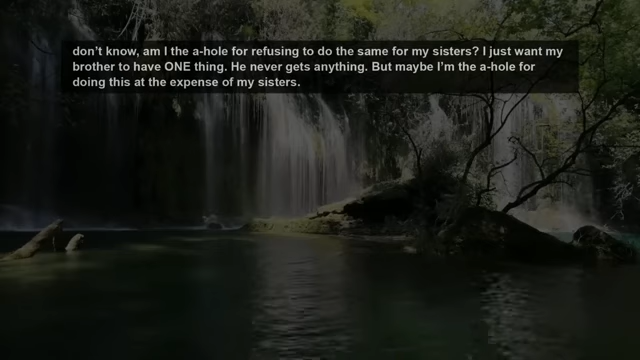 don’t know, am I the a-hole for refusing to do the same for my sisters? I just want my
brother to have ONE thing. He never gets anything. But maybe I’m the a-hole for
doing this at the expense of my sisters.